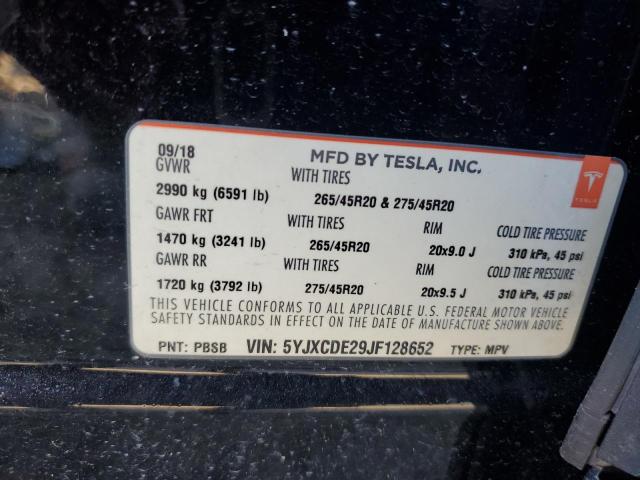 09/18 MFD BY TESLA, INC.
GVWR WITH TIRES
2990 kg (6591 lb) 265/45R20 & 275/45R20
GAWR FRT WITH TIRES RIM COLD TIRE PRESSURE
1470 kg (3241 lb) 265/45R20 20x9.0 J 310 kPa, 45 psi
GAWR RR WITH TIRES RIM COLD TIRE PRESSURE
1720 kg (3792 lb) 275/45R20 20x9.5 J 310 kPa, 45 psi
THIS VEHICLE CONFORMS TO ALL APPLICABLE U.S. FEDERAL MOTOR VEHICLE
SAFETY STANDARDS IN EFFECT ON THE DATE OF MANUFACTURE SHOWN ABOVE.
PNT: PBSB VIN: 5YJXCDE29JF128652 TYPE: MPV
TESLA